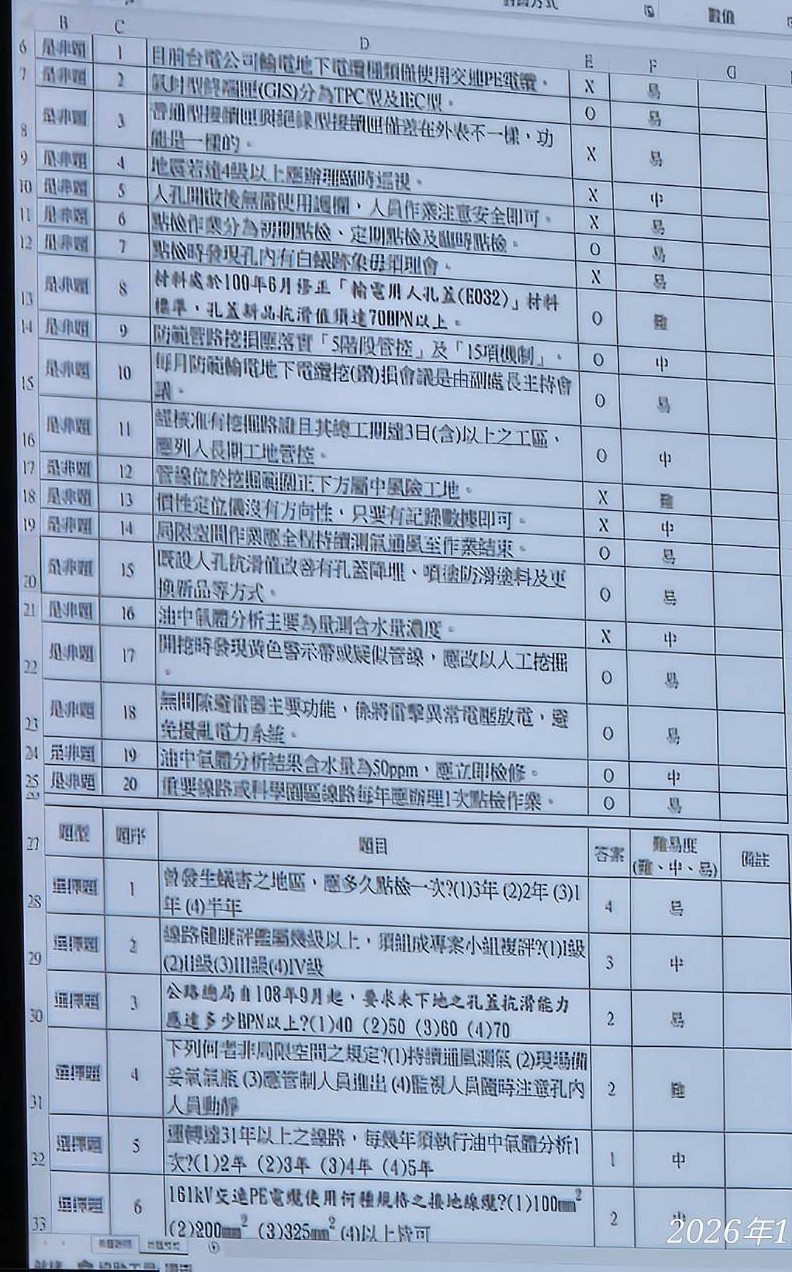 數值
B C D E F G
6 是非題 1 目前台電公司輸電地下電纜種類僅使用交連PE電纜。 X 易
7 是非題 2 氣封型終端匣(GIS)分為TPC型及IEC型。 O 易
8 是非題 3 普通型接續匣與絕緣型接續匣僅差在外表不一樣,功
能是一樣的。 X 易
9 是非題 4 地震若達4級以上應辦理臨時巡視。 X 中
10 是非題 5 人孔開啟後無需使用護欄,人員作業注意安全即可。 X 易
11 是非題 6 點檢作業分為初期點檢、定期點檢及臨時點檢。 O 易
12 是非題 7 點檢時發現孔內有白蟻跡象毋須理會。 X 易
13 是非題 8 材料處於100年6月修正「輸電用人孔蓋(E032)」材料
標準,孔蓋新品抗滑值須達70BPN以上。 O 難
14 是非題 9 防範管路挖損應落實「5階段管控」及「15項機制」。 O 中
15 是非題 10 每月防範輸電地下電纜挖(鑽)損會議是由副處長主持會
議。 O 易
16 是非題 11 經核准有挖掘路證且其總工期達3日(含)以上之工區,
應列入長期工地管控。 O 中
17 是非題 12 管線位於挖掘範圍正下方屬中風險工地。 X 難
18 是非題 13 慣性定位儀沒有方向性,只要有記錄數據即可。 X 中
19 是非題 14 局限空間作業應全程持續測氣通風至作業結束。 O 易
20 是非題 15 既設人孔抗滑值改善有孔蓋降埋、噴塗防滑塗料及更
換新品等方式。 O 易
21 是非題 16 油中氣體分析主要為量測含水量濃度。 X 中
22 是非題 17 開挖時發現黃色警示帶或疑似管線,應改以人工挖掘
。 O 易
23 是非題 18 無間隙避雷器主要功能,係將雷擊異常電壓放電,避
免擾亂電力系統。 O 易
24 是非題 19 油中氣體分析結果含水量為50ppm,應立即檢修。 O 中
25 是非題 20 重要線路或科學園區線路每年應辦理1次點檢作業。 O 易
27 題型 題序 題目 答案 難易度
(難、中、易) 備註
28 選擇題 1 曾發生蟻害之地區,應多久點檢一次?(1)3年 (2)2年 (3)1
年 (4)半年 4 易
29 選擇題 2 線路健康評鑑屬幾級以上,須組成專案小組複評?(1)I級
(2)II級(3)III級(4)IV級 3 中
30 選擇題 3 公路總局自108年9月起,要求未下地之孔蓋抗滑能力
應達多少BPN以上?(1)40 (2)50 (3)60 (4)70 2 易
31 選擇題 4 下列何者非局限空間之規定?(1)持續通風測氣 (2)現場備
妥氧氣瓶 (3)應管制人員進出 (4)監視人員隨時注意孔內
人員動靜 2 難
32 選擇題 5 運轉達31年以上之線路,每幾年須執行油中氣體分析1
次?(1)2年 (2)3年 (3)4年 (4)5年 1 中
33 選擇題 6 161kV交連PE電纜使用何種規格之接地線纜?(1)100mm²
(2)200mm² (3)325mm² (4)以上皆可 2 中
2026年1